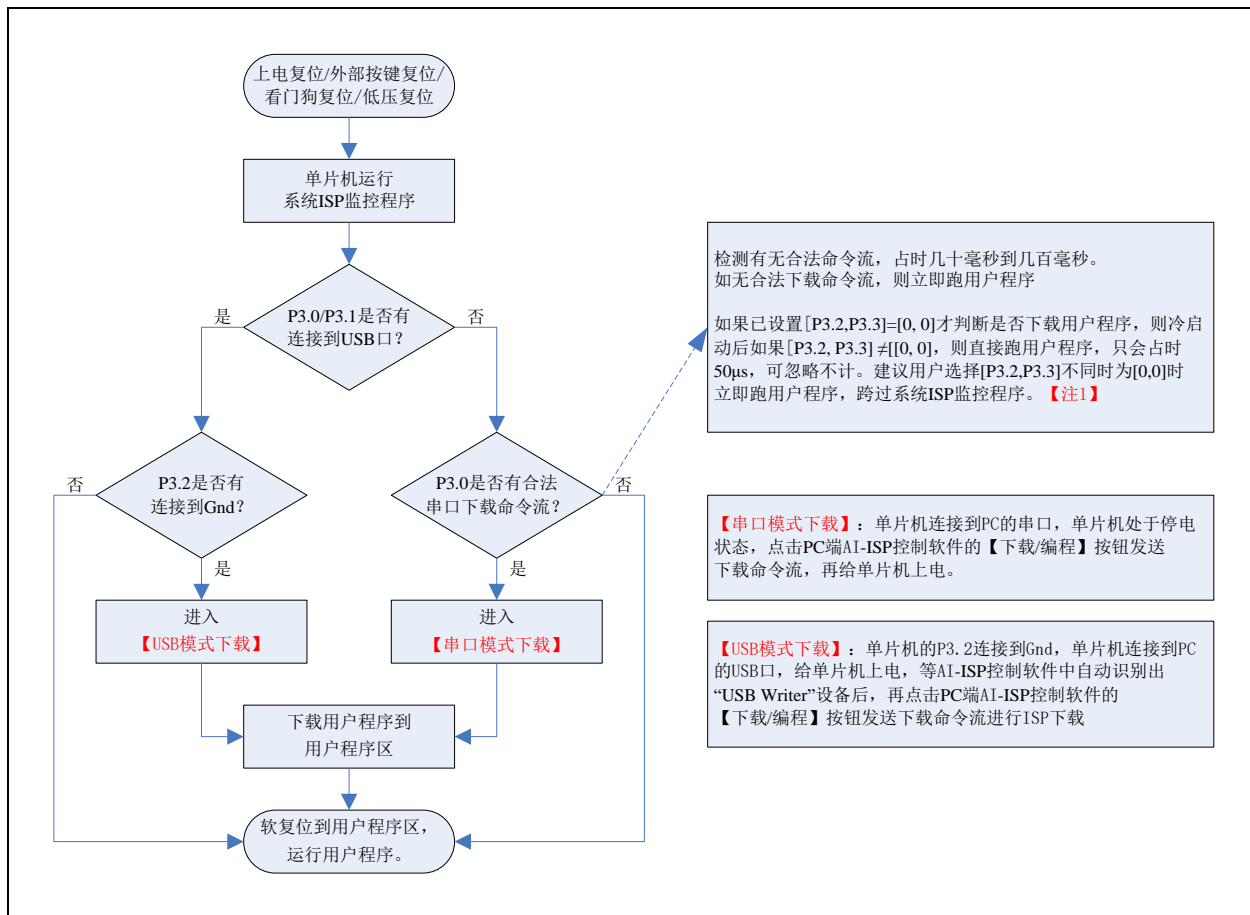 上电复位/外部按键复位/
看门狗复位/低压复位
单片机运行
系统ISP监控程序
P3.0/P3.1是否有
连接到USB口？
是
否
P3.2是否有
连接到Gnd？
否
是
P3.0是否有合法
串口下载命令流？
否
是
进入
【USB模式下载】
进入
【串口模式下载】
下载用户程序到
用户程序区
软复位到用户程序区，
运行用户程序。
检测有无合法命令流，占时几十毫秒到几百毫秒。
如无合法下载命令流，则立即跑用户程序
如果已设置[P3.2,P3.3]=[0, 0]才判断是否下载用户程序，则冷启
动后如果[P3.2, P3.3] ≠[[0, 0]，则直接跑用户程序，只会占时
50μs，可忽略不计。建议用户选择[P3.2,P3.3]不同时为[0,0]时
立即跑用户程序，跨过系统ISP监控程序。【注1】
【串口模式下载】：单片机连接到PC的串口，单片机处于停电
状态，点击PC端AI-ISP控制软件的【下载/编程】按钮发送
下载命令流，再给单片机上电。
【USB模式下载】：单片机的P3.2连接到Gnd，单片机连接到PC
的USB口，给单片机上电，等AI-ISP控制软件中自动识别出
“USB Writer”设备后，再点击PC端AI-ISP控制软件的
【下载/编程】按钮发送下载命令流进行ISP下载